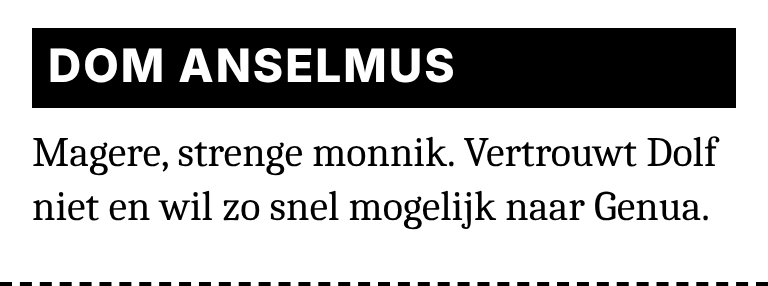 DOM ANSELMUS
Magere, strenge monnik. Vertrouwt Dolf
niet en wil zo snel mogelijk naar Genua.